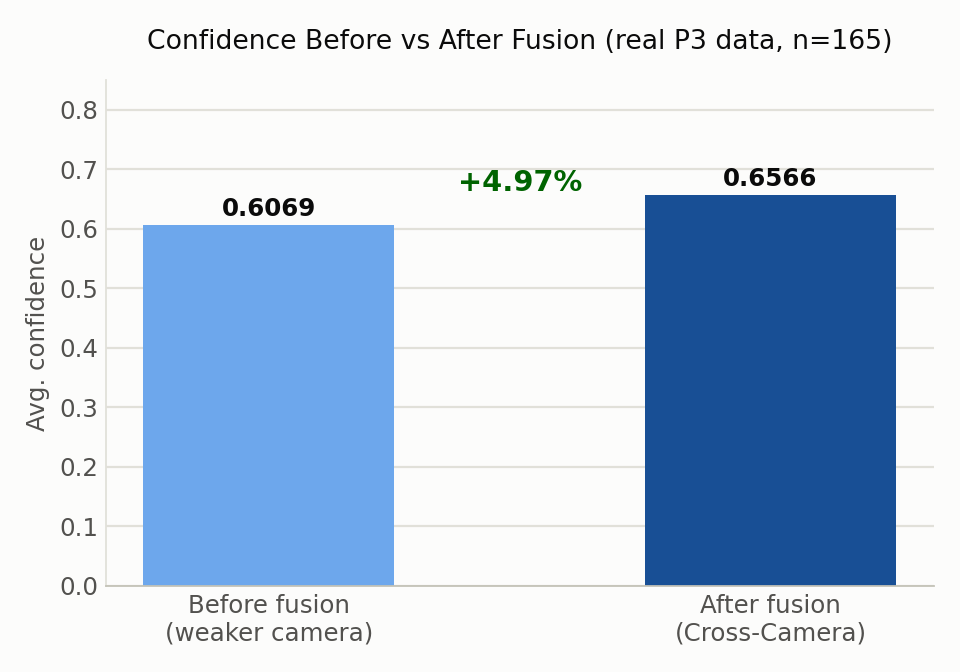 Confidence Before vs After Fusion (real P3 data, n=165)
Avg. confidence
0.8
0.7
0.6
0.5
0.4
0.3
0.2
0.1
0.0
0.6069
+4.97%
0.6566
Before fusion
(weaker camera)
After fusion
(Cross-Camera)